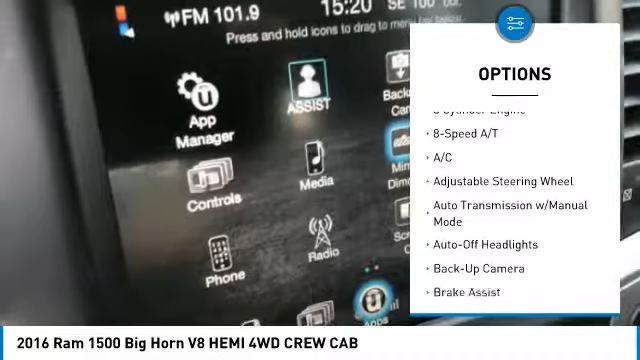 FM 101.9
15:20
SE 100
Press and hold icons to drag to menu bar
App Manager
ASSIST
Controls
Media
Phone
Radio
Apps
OPTIONS
8-Speed A/T
A/C
Adjustable Steering Wheel
Auto Transmission w/Manual
Mode
Auto-Off Headlights
Back-Up Camera
Brake Assist
2016 Ram 1500 Big Horn V8 HEMI 4WD CREW CAB